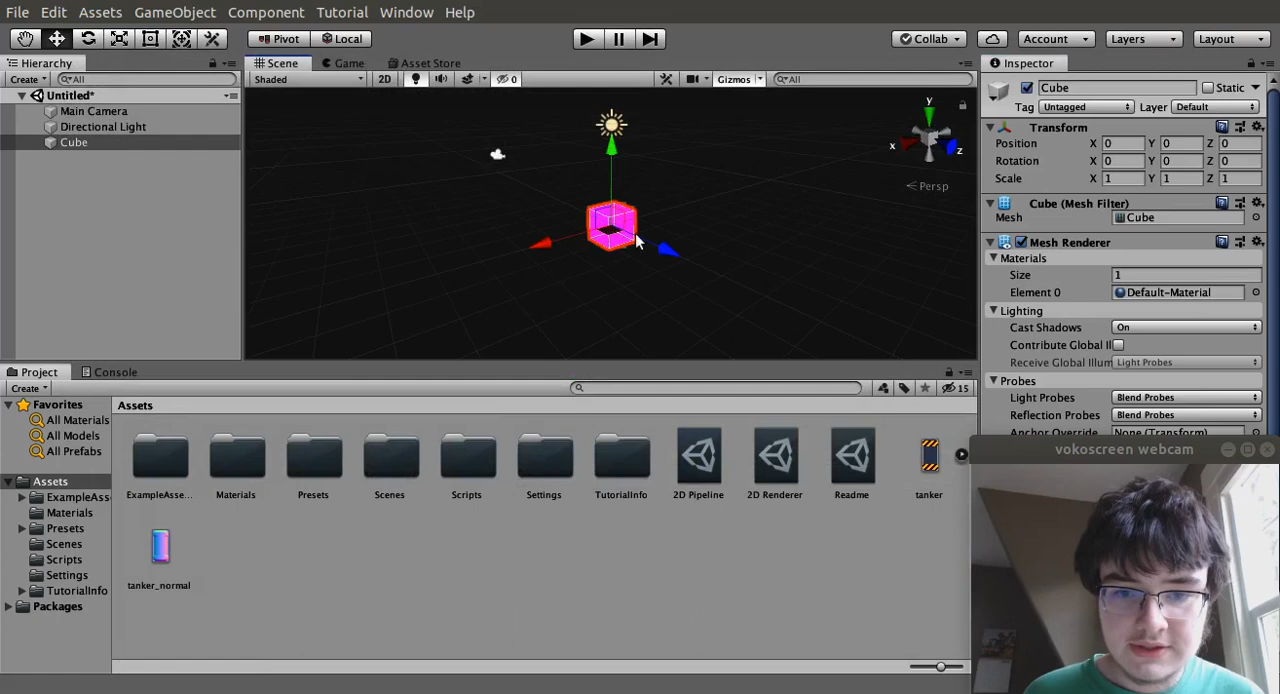 File Edit Assets GameObject Component Tutorial Window Help
Pivot Local Collab Account Layers Layout
Hierarchy Scene Game Asset Store Inspector
Create All Shaded 2D 0 Gizmos All Cube Static
Untitled* Tag Untagged Layer Default
Main Camera
Directional Light
Cube
y
x
z
Persp
Transform
Position X 0 Y 0 Z 0
Rotation X 0 Y 0 Z 0
Scale X 1 Y 1 Z 1
Cube (Mesh Filter)
Mesh Cube
Mesh Renderer
Materials
Size 1
Element 0 Default-Material
Lighting
Cast Shadows On
Contribute Global Il
Receive Global Illum Light Probes
Probes
Light Probes Blend Probes
Reflection Probes Blend Probes
Anchor Override None (Transform)
Project Console
Create 15
Favorites
All Materials
All Models
All Prefabs
Assets
ExampleAsse
Materials
Presets
Scenes
Scripts
Settings
TutorialInfo
Packages
Assets
ExampleAsse... Materials Presets Scenes Scripts Settings TutorialInfo 2D Pipeline 2D Renderer Readme tanker
tanker_normal
vokoscreen webcam